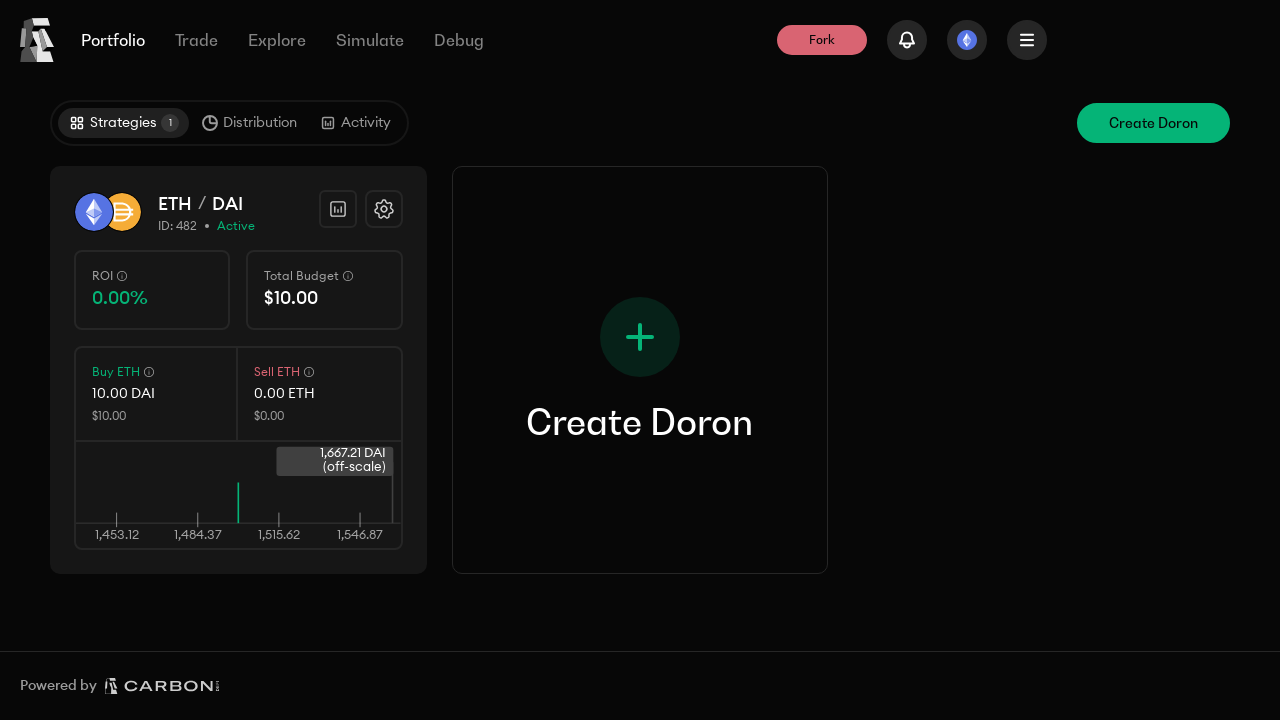 Portfolio
Trade
Explore
Simulate
Debug
Fork
Strategies 1
Distribution
Activity
Create Doron
ETH / DAI
ID: 482 • Active
ROI
0.00%
Total Budget
$10.00
Buy ETH
10.00 DAI
$10.00
Sell ETH
0.00 ETH
$0.00
1,667.21 DAI
(off-scale)
1,453.12
1,484.37
1,515.62
1,546.87
Create Doron
Powered by CARBON